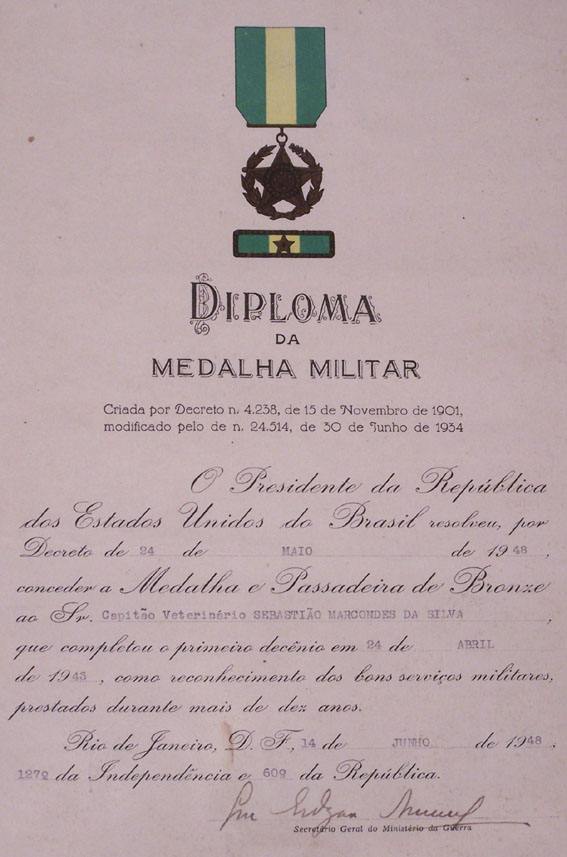 DIPLOMA
DA
MEDALHA MILITAR
Criada por Decreto n. 4.238, de 15 de Novembro de 1901,
modificado pelo de n. 24.514, de 30 de Junho de 1934
O Presidente da República
dos Estados Unidos do Brasil resolveu, por
Decreto de 24 de MAIO de 1948,
conceder a Medalha e Passadeira de Bronze
ao Sr. Capitão Veterinário SEBASTIÃO MARCONDES DA SILVA,
que completou o primeiro decênio em 24 de ABRIL
de 1943, como reconhecimento dos bons serviços militares,
prestados durante mais de dez anos.
Rio de Janeiro, D. F., 14 de JUNHO de 1948,
127º da Independência e 60º da República.
Edgar
Secretário Geral do Ministério da Guerra